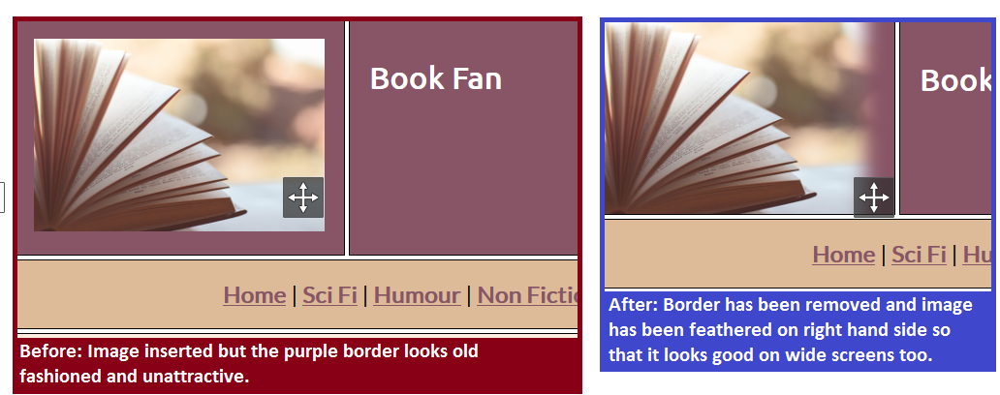 Book Fan
Home | Sci Fi | Humour | Non Fictio
Before: Image inserted but the purple border looks old
fashioned and unattractive.
Book
Home | Sci Fi | Hu
After: Border has been removed and image
has been feathered on right hand side so
that it looks good on wide screens too.